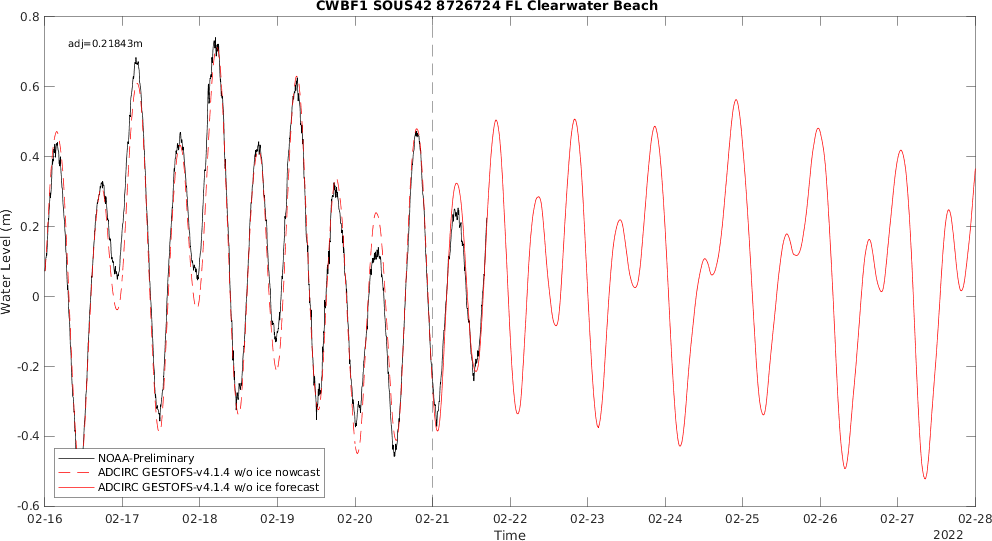 CWBF1 SOUS42 8726724 FL Clearwater Beach
adj=0.21843m
0.8
0.6
0.4
0.2
0
-0.2
-0.4
-0.6
Water Level (m)
NOAA-Preliminary
ADCIRC GESTOFS-v4.1.4 w/o ice nowcast
ADCIRC GESTOFS-v4.1.4 w/o ice forecast
02-16 02-17 02-18 02-19 02-20 02-21 02-22 02-23 02-24 02-25 02-26 02-27 02-28
Time
2022